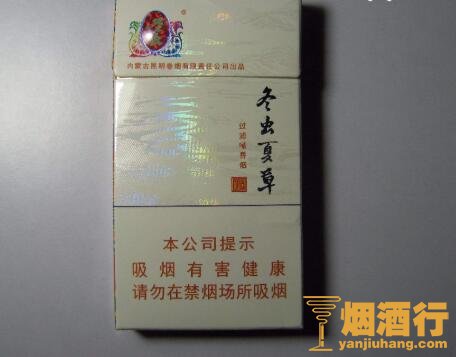 内蒙古昆明卷烟有限责任公司出品
冬虫夏草
过滤嘴香烟
本公司提示
吸烟有害健康
请勿在禁烟场所吸烟
烟酒行
yanjiuhang.com